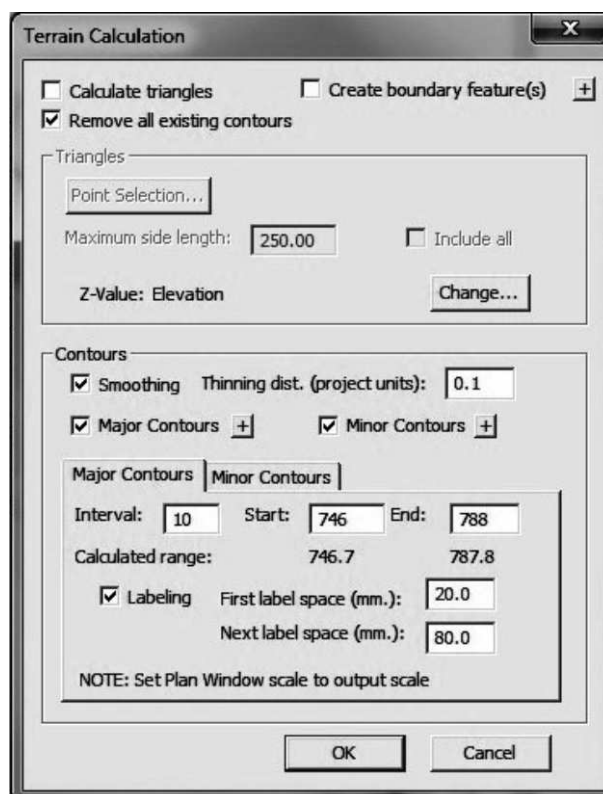 Terrain Calculation
Calculate triangles Create boundary feature(s) +
Remove all existing contours
Triangles
Point Selection...
Maximum side length: 250.00 Include all
Z-Value: Elevation Change...
Contours
Smoothing Thinning dist. (project units): 0.1
Major Contours + Minor Contours +
Major Contours Minor Contours
Interval: 10 Start: 746 End: 788
Calculated range: 746.7 787.8
Labeling First label space (mm.): 20.0
Next label space (mm.): 80.0
NOTE: Set Plan Window scale to output scale
OK Cancel